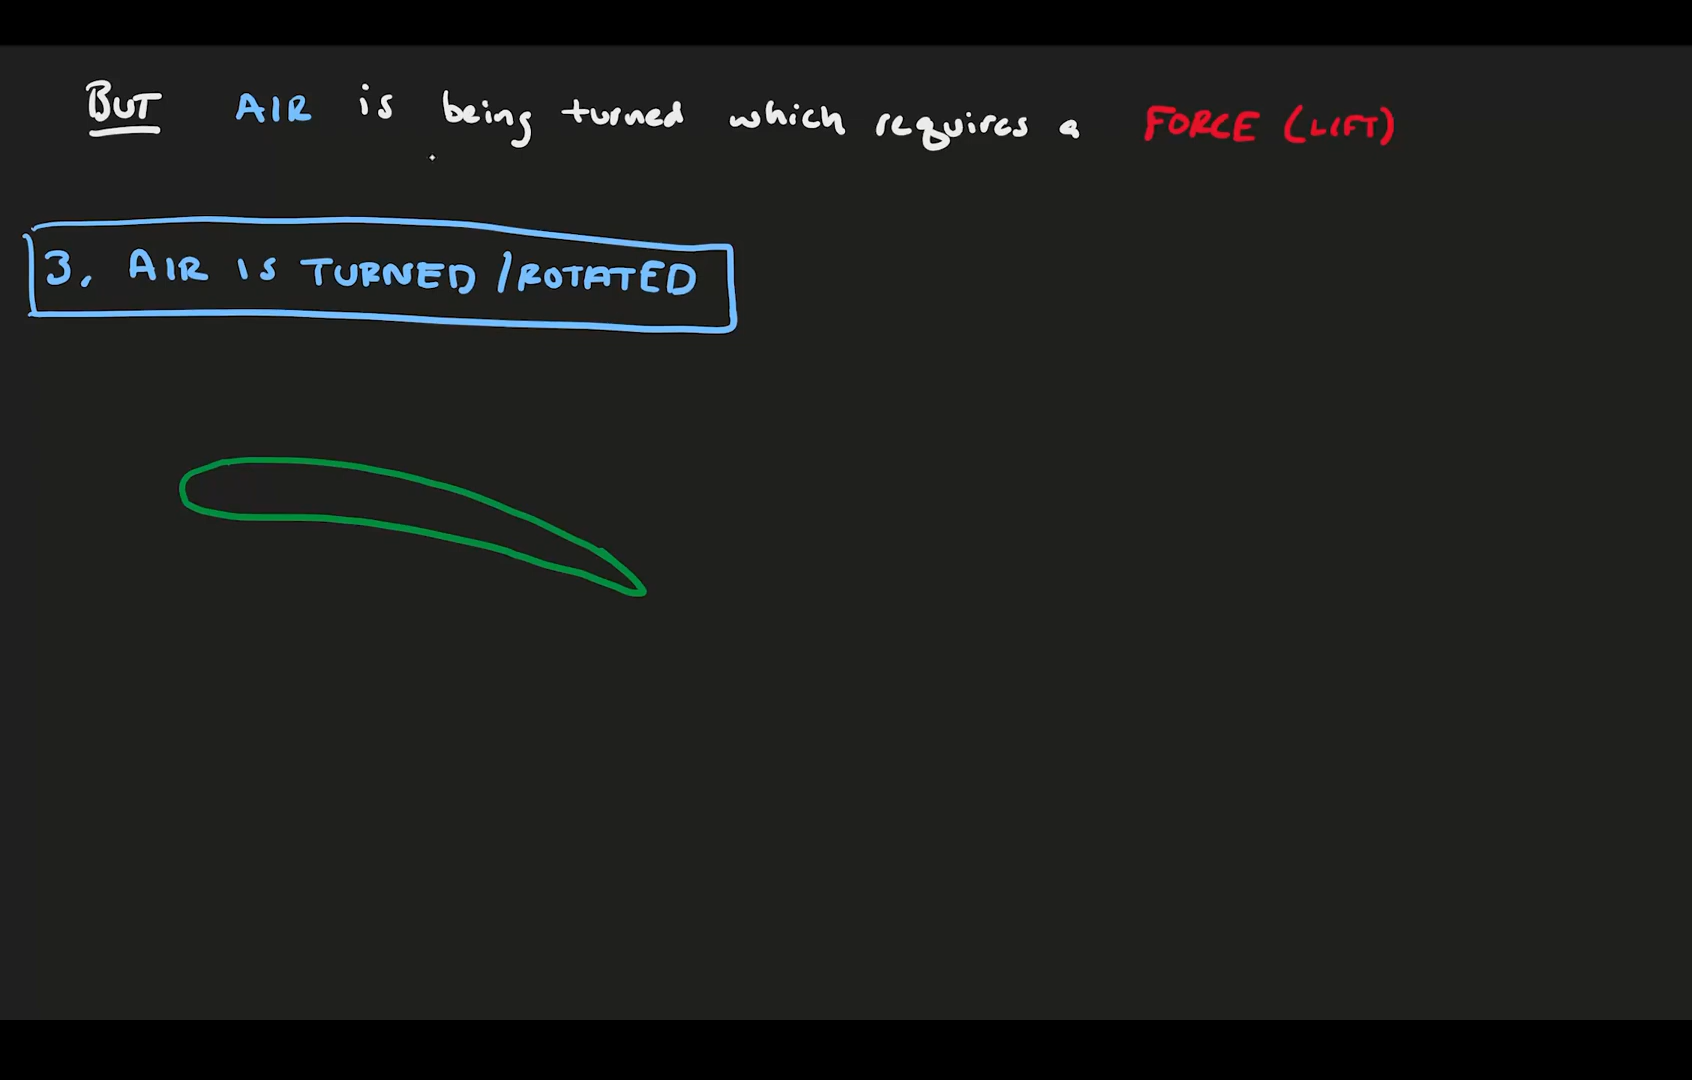 BUT AIR is being turned which requires a FORCE (LIFT)
3. AIR IS TURNED /ROTATED